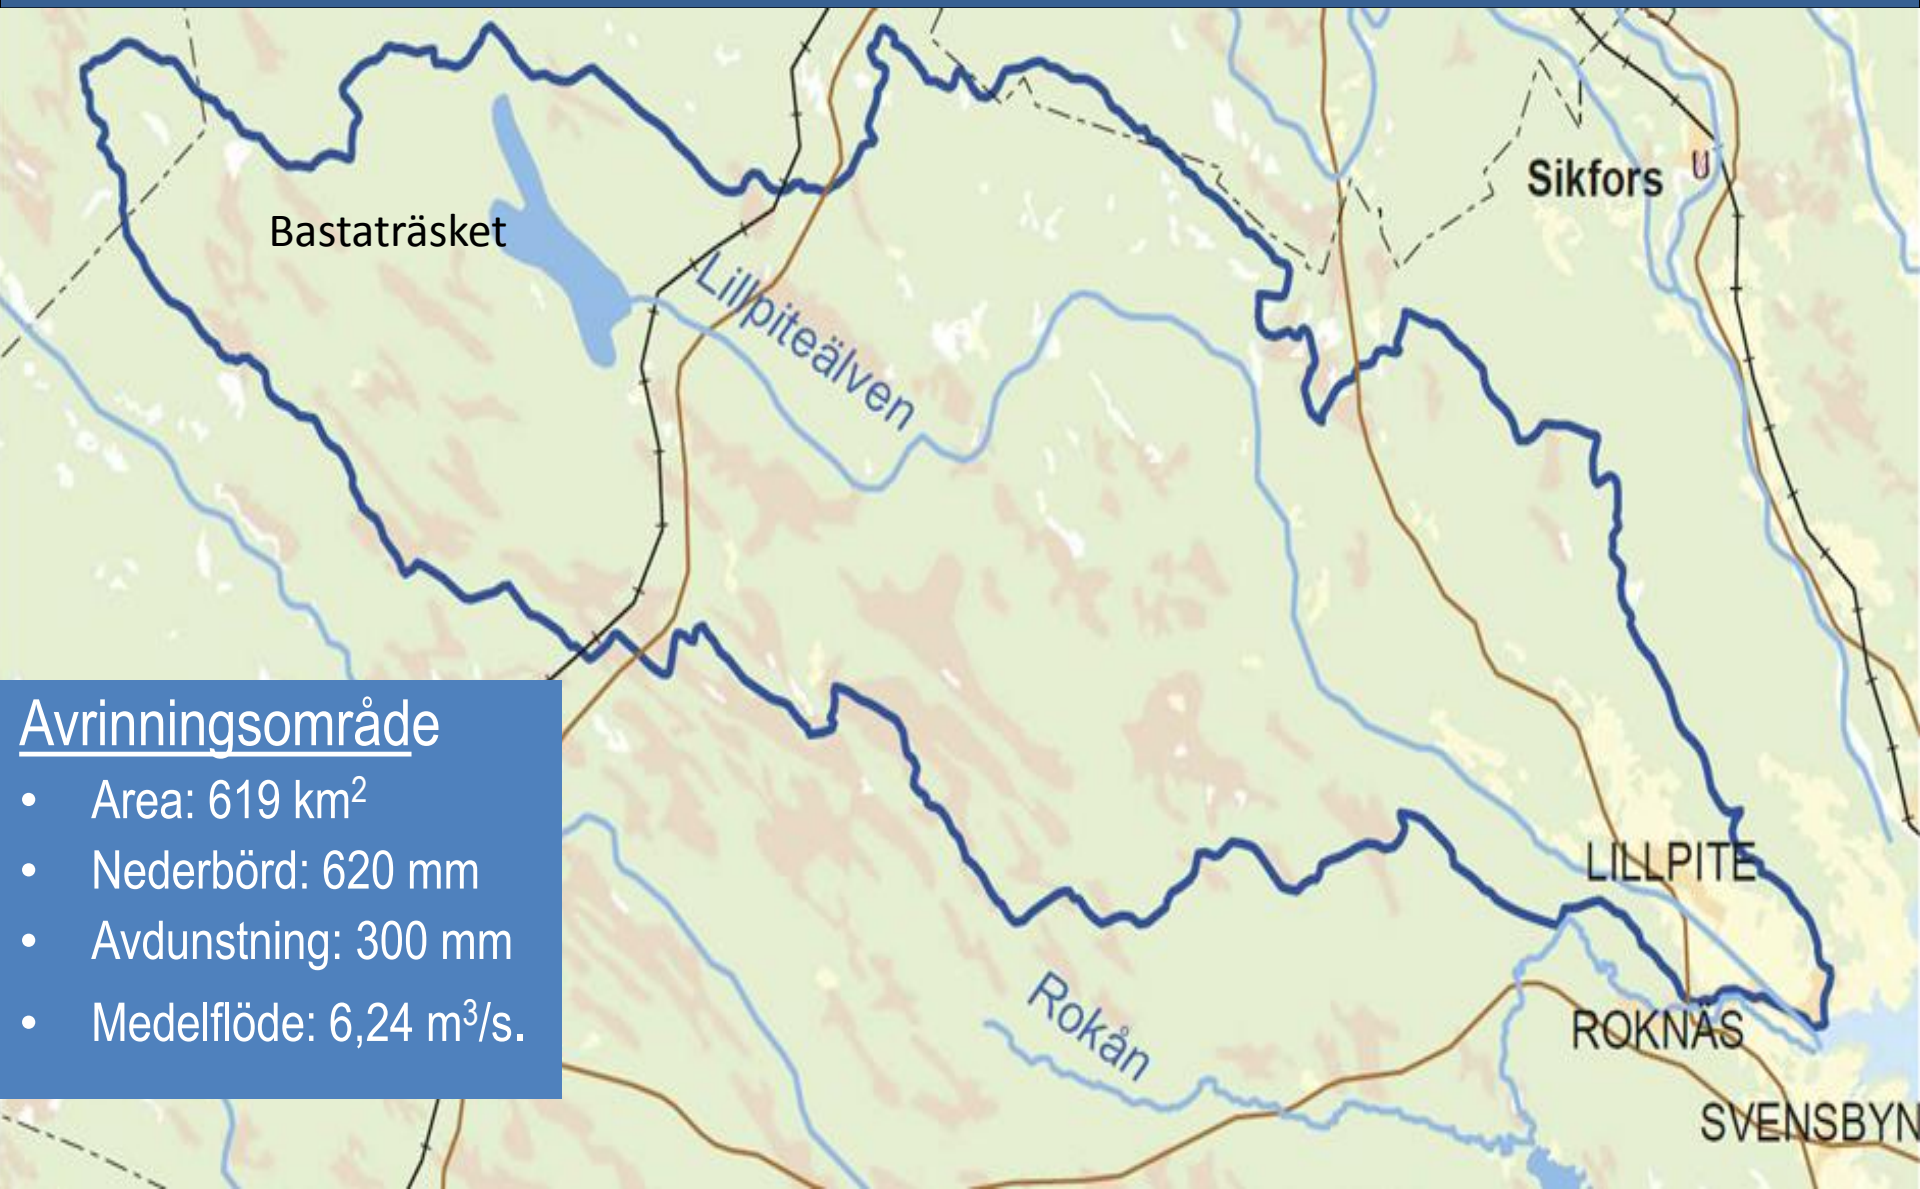 Sikfors
Bastaträsket
Lillpiteälven
Avrinningsområde
• Area: 619 km²
• Nederbörd: 620 mm
• Avdunstning: 300 mm
• Medelflöde: 6,24 m³/s.
LILLPITE
Rokån
ROKNÄS
SVENSBYN